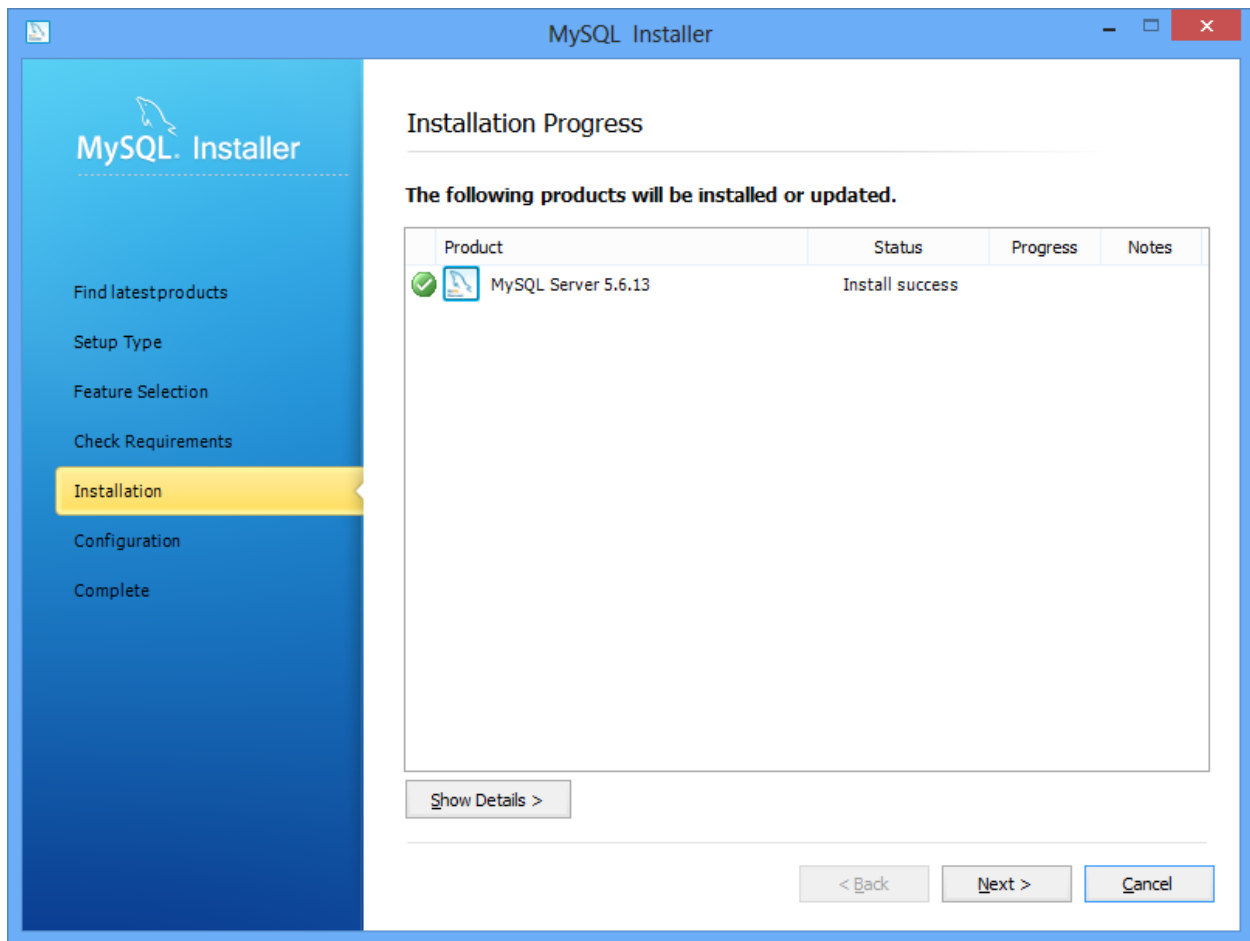 MySQL Installer
MySQL. Installer
Find latest products
Setup Type
Feature Selection
Check Requirements
Installation
Configuration
Complete
Installation Progress
The following products will be installed or updated.
Product Status Progress Notes
MySQL Server 5.6.13 Install success
Show Details >
< Back Next > Cancel